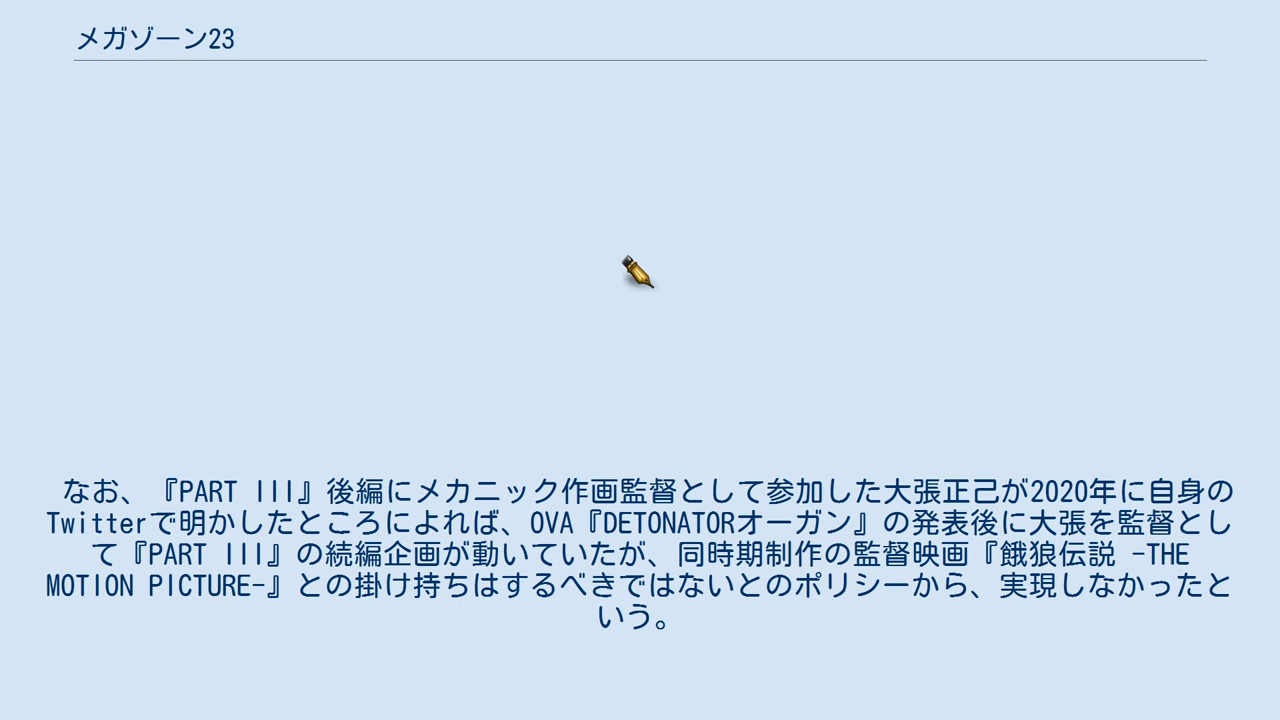 メガゾーン23
なお、『PART III』後編にメカニック作画監督として参加した大張正己が2020年に自身の
Twitterで明かしたところによれば、OVA『DETONATORオーガン』の発表後に大張を監督とし
て『PART III』の続編企画が動いていたが、同時期制作の監督映画『餓狼伝説 -THE
MOTION PICTURE-』との掛け持ちはするべきではないとのポリシーから、実現しなかったと
いう。